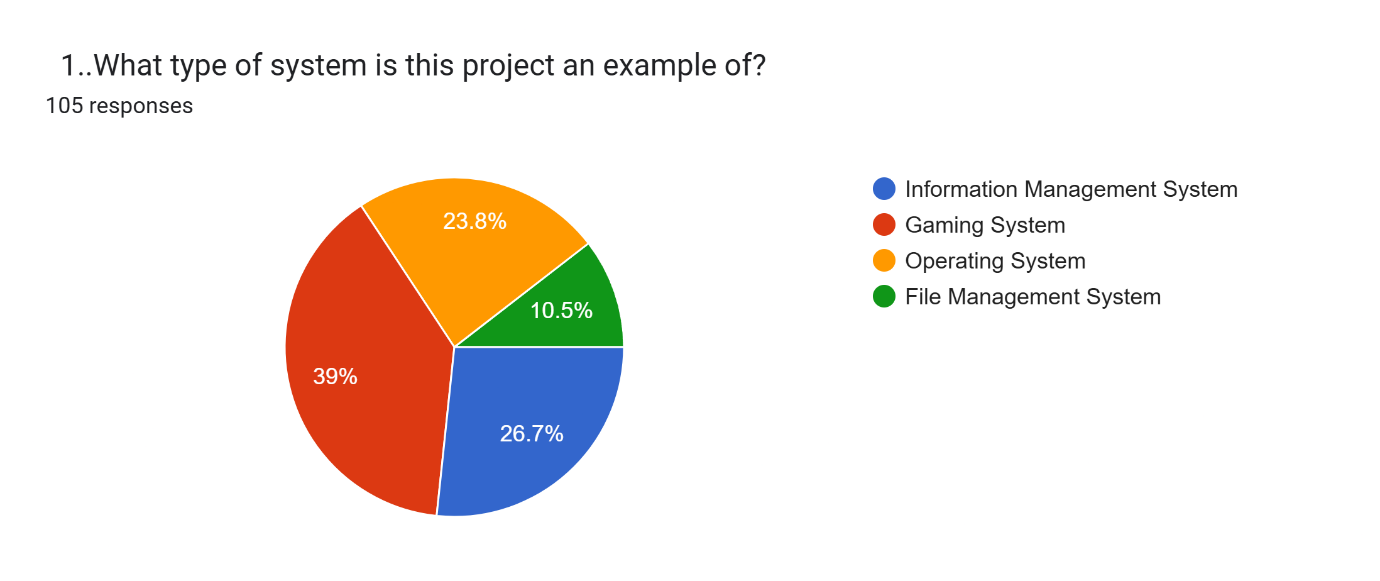 1..What type of system is this project an example of?
105 responses
23.8%
10.5%
39%
26.7%
Information Management System
Gaming System
Operating System
File Management System